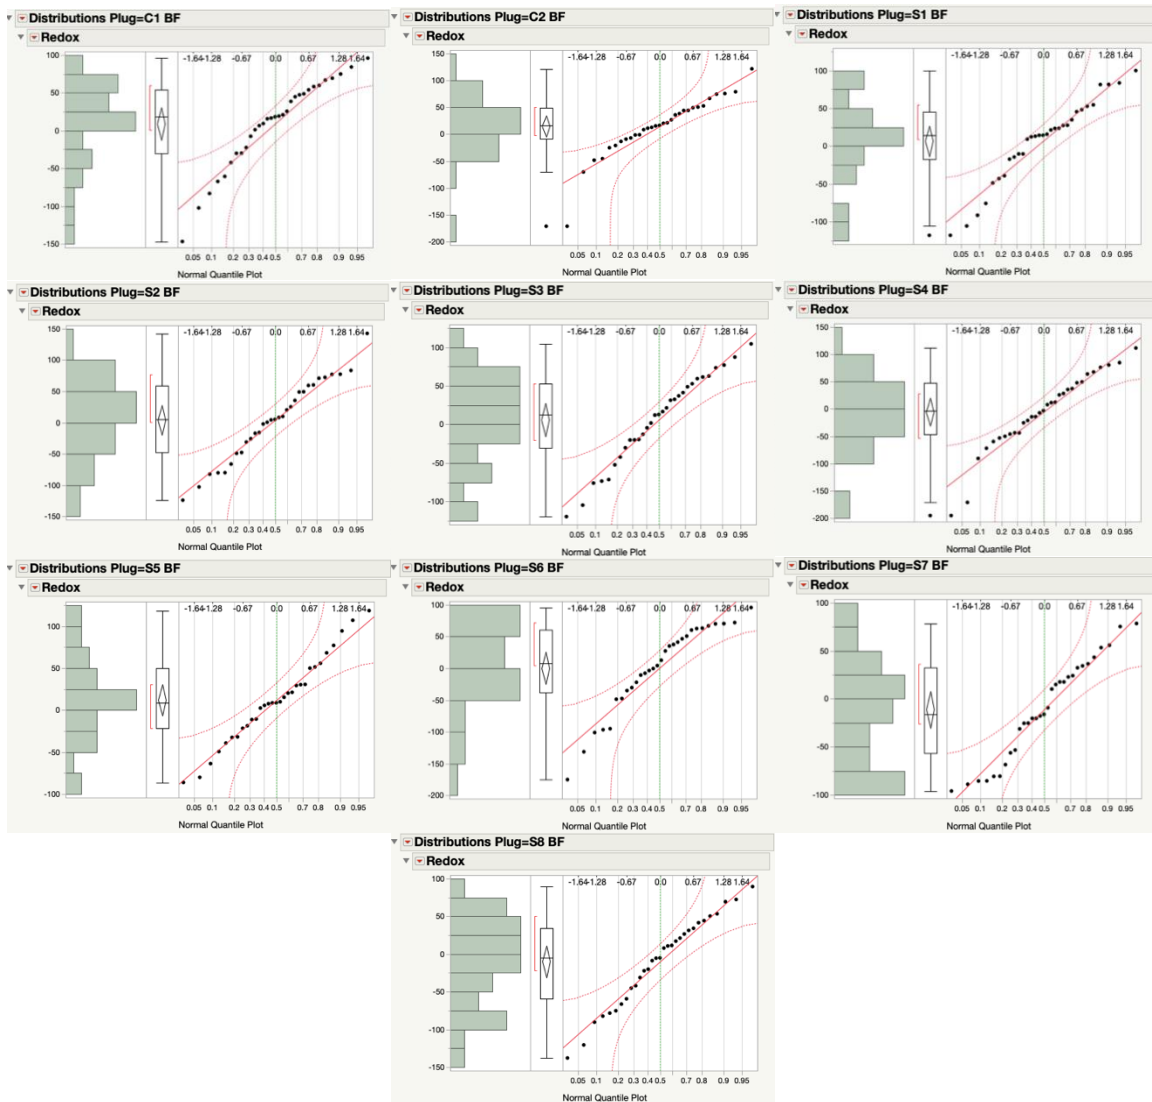 Distributions Plug=C1 BF
Redox
100
50
0
-50
-100
-150
-1.64-1.28 -0.67 0.0 0.67 1.28 1.64
0.05 0.1 0.2 0.3 0.4 0.5 0.7 0.8 0.9 0.95
Normal Quantile Plot
Distributions Plug=C2 BF
Redox
150
100
50
0
-50
-100
-150
-200
-1.64-1.28 -0.67 0.0 0.67 1.28 1.64
0.05 0.1 0.2 0.3 0.4 0.5 0.7 0.8 0.9 0.95
Normal Quantile Plot
Distributions Plug=S1 BF
Redox
100
50
0
-50
-100
-1.64-1.28 -0.67 0.0 0.67 1.28 1.64
0.05 0.1 0.2 0.3 0.4 0.5 0.7 0.8 0.9 0.95
Normal Quantile Plot
Distributions Plug=S2 BF
Redox
150
100
50
0
-50
-100
-150
-1.64-1.28 -0.67 0.0 0.67 1.28 1.64
0.05 0.1 0.2 0.3 0.4 0.5 0.7 0.8 0.9 0.95
Normal Quantile Plot
Distributions Plug=S3 BF
Redox
100
50
0
-50
-100
-1.64-1.28 -0.67 0.0 0.67 1.28 1.64
0.05 0.1 0.2 0.3 0.4 0.5 0.7 0.8 0.9 0.95
Normal Quantile Plot
Distributions Plug=S4 BF
Redox
150
100
50
0
-50
-100
-150
-200
-1.64-1.28 -0.67 0.0 0.67 1.28 1.64
0.05 0.1 0.2 0.3 0.4 0.5 0.7 0.8 0.9 0.95
Normal Quantile Plot
Distributions Plug=S5 BF
Redox
100
50
0
-50
-100
-1.64-1.28 -0.67 0.0 0.67 1.28 1.64
0.05 0.1 0.2 0.3 0.4 0.5 0.7 0.8 0.9 0.95
Normal Quantile Plot
Distributions Plug=S6 BF
Redox
100
50
0
-50
-100
-150
-200
-1.64-1.28 -0.67 0.0 0.67 1.28 1.64
0.05 0.1 0.2 0.3 0.4 0.5 0.7 0.8 0.9 0.95
Normal Quantile Plot
Distributions Plug=S7 BF
Redox
100
50
0
-50
-100
-1.64-1.28 -0.67 0.0 0.67 1.28 1.64
0.05 0.1 0.2 0.3 0.4 0.5 0.7 0.8 0.9 0.95
Normal Quantile Plot
Distributions Plug=S8 BF
Redox
100
50
0
-50
-100
-150
-1.64-1.28 -0.67 0.0 0.67 1.28 1.64
0.05 0.1 0.2 0.3 0.4 0.5 0.7 0.8 0.9 0.95
Normal Quantile Plot